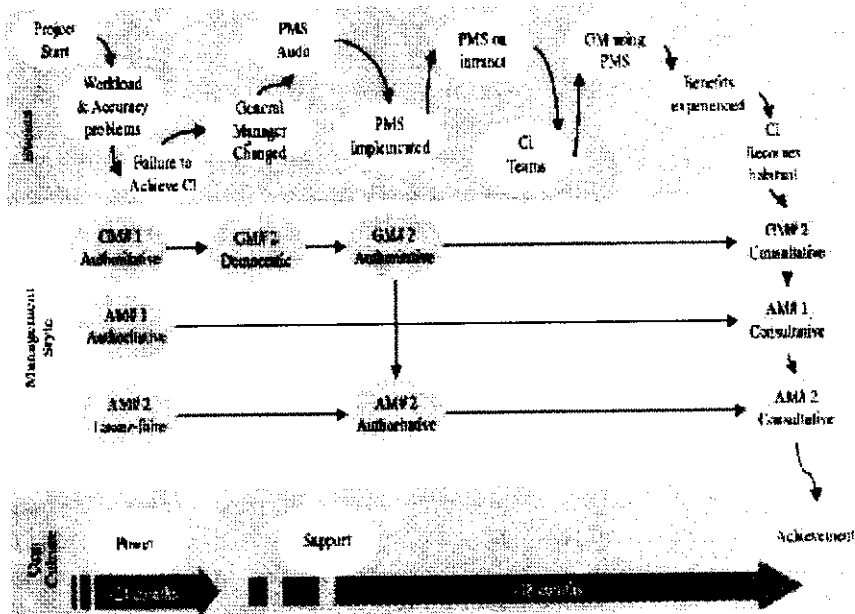 Project
Start
Workload
& Accuracy
problems
Failure to
Achieve CI
General
Manager
Changed
PMS
Audit
PMS
implemented
PMS on
intranet
CI
Teams
GM using
PMS
Benefits
experienced
CI
Becomes
habitual
Events
Management
Style
GM# 1
Authoritative
GM# 2
Democratic
GM# 2
Authoritative
GM# 2
Consultative
AM# 1
Authoritative
AM# 1
Consultative
AM# 2
Laissez-faire
AM# 2
Authoritative
AM# 2
Consultative
Culture
Power
Support
Achievement
months
months